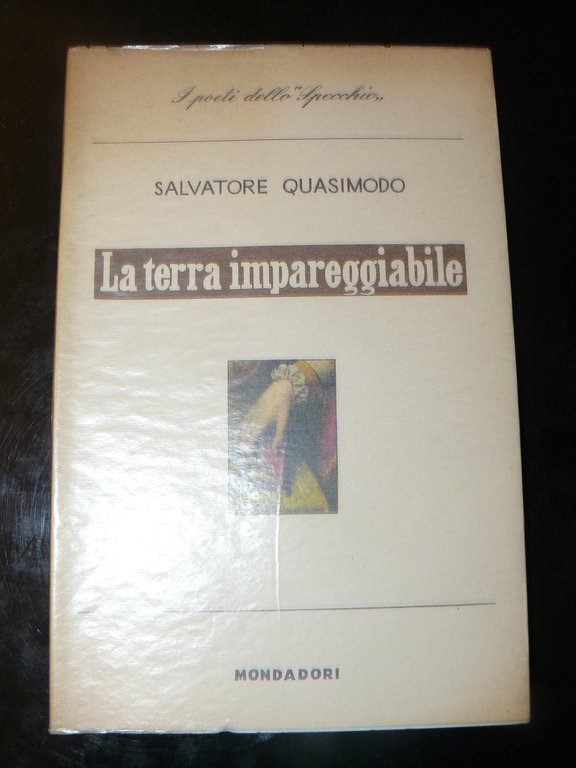 I poeti dello "Specchio"
SALVATORE QUASIMODO
La terra impareggiabile
MONDADORI